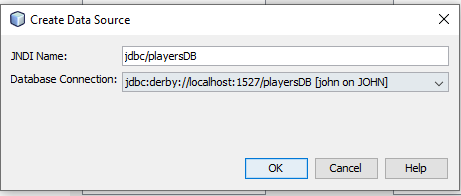 Create Data Source
JNDI Name: jdbc/playersDB
Database Connection: jdbc:derby://localhost:1527/playersDB [john on JOHN]
OK Cancel Help